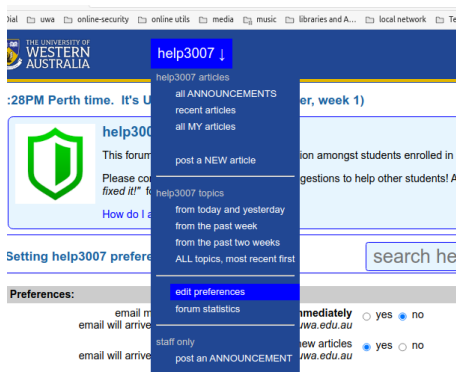 Dial uwa online-security online utils media music libraries and A... local network Te
THE UNIVERSITY OF
WESTERN
AUSTRALIA
help3007 ↓
help3007 articles
all ANNOUNCEMENTS
recent articles
all MY articles
post a NEW article
help3007 topics
from today and yesterday
from the past week
from the past two weeks
ALL topics, most recent first
edit preferences
forum statistics
staff only
post an ANNOUNCEMENT
:28PM Perth time. It's U er, week 1)
help300
This forum ion amongst students enrolled in
Please co gestions to help other students! A
fixed it!" fo
How do I a
Setting help3007 prefere
search he
Preferences:
email m mmediately yes no
email will arrive uwa.edu.au
ew articles yes no
email will arrive uwa.edu.au